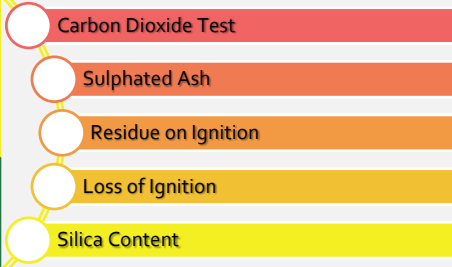 Carbon Dioxide Test
Sulphated Ash
Residue on Ignition
Loss of Ignition
Silica Content